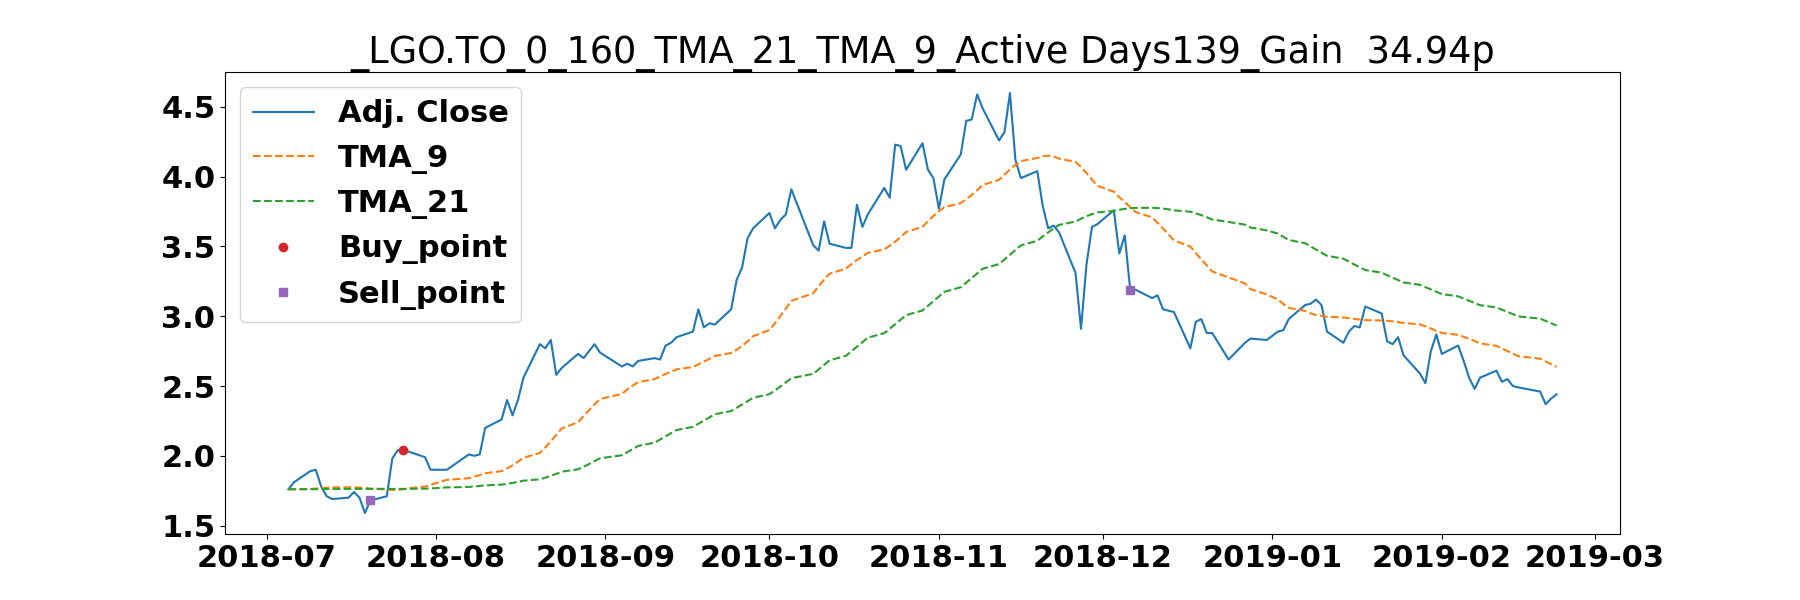 _LGO.TO_0_160_TMA_21_TMA_9_Active Days139_Gain  34.94p
Adj. Close
TMA_9
TMA_21
Buy_point
Sell_point
4.5
4.0
3.5
3.0
2.5
2.0
1.5
2018-07 2018-08 2018-09 2018-10 2018-11 2018-12 2019-01 2019-02 2019-03